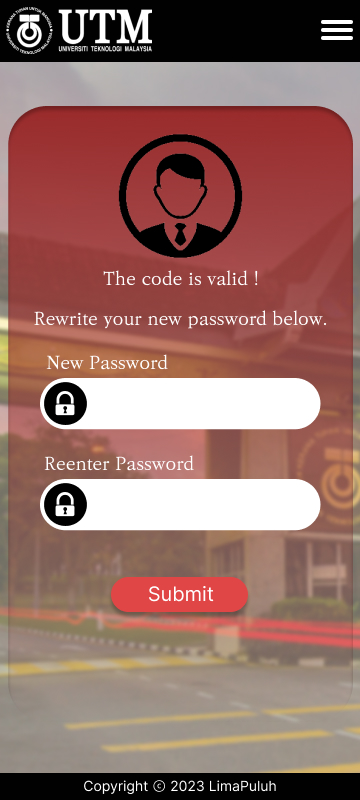 UTM
UNIVERSITI TEKNOLOGI MALAYSIA
The code is valid !
Rewrite your new password below.
New Password
Reenter Password
Submit
Copyright © 2023 LimaPuluh